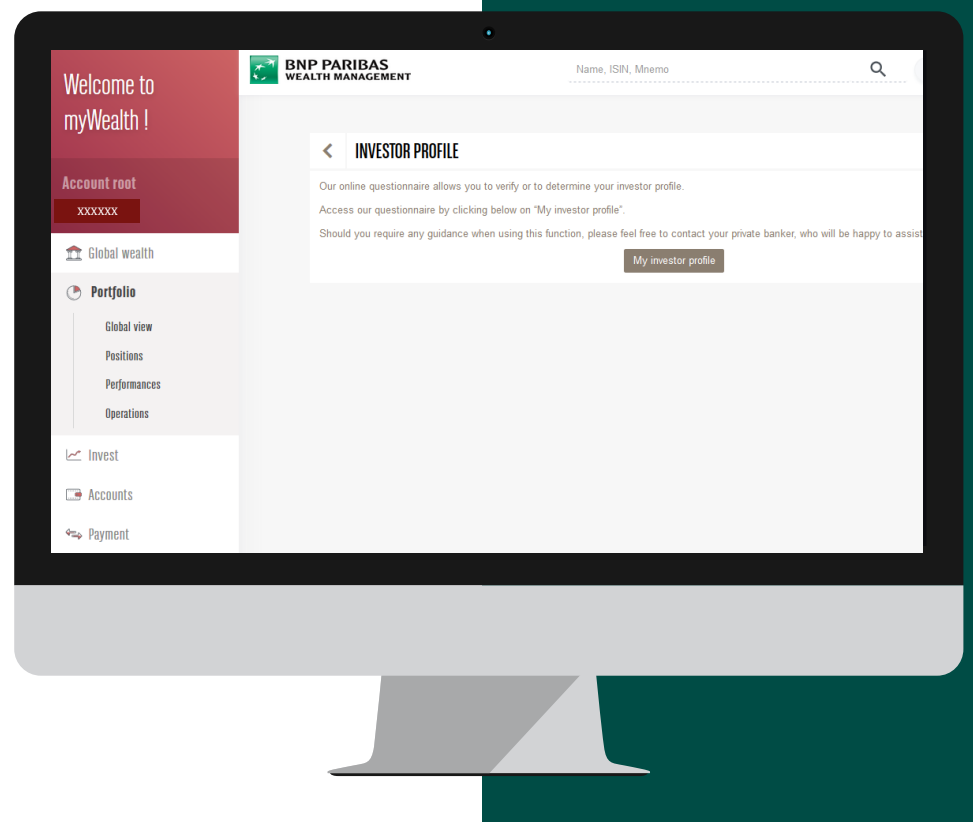 Welcome to
myWealth !
Account root
XXXXXX
Global wealth
Portfolio
Global view
Positions
Performances
Operations
Invest
Accounts
Payment
BNP PARIBAS
WEALTH MANAGEMENT
Name, ISIN, Mnemo
INVESTOR PROFILE
Our online questionnaire allows you to verify or to determine your investor profile.
Access our questionnaire by clicking below on “My investor profile”.
Should you require any guidance when using this function, please feel free to contact your private banker, who will be happy to assist
My investor profile